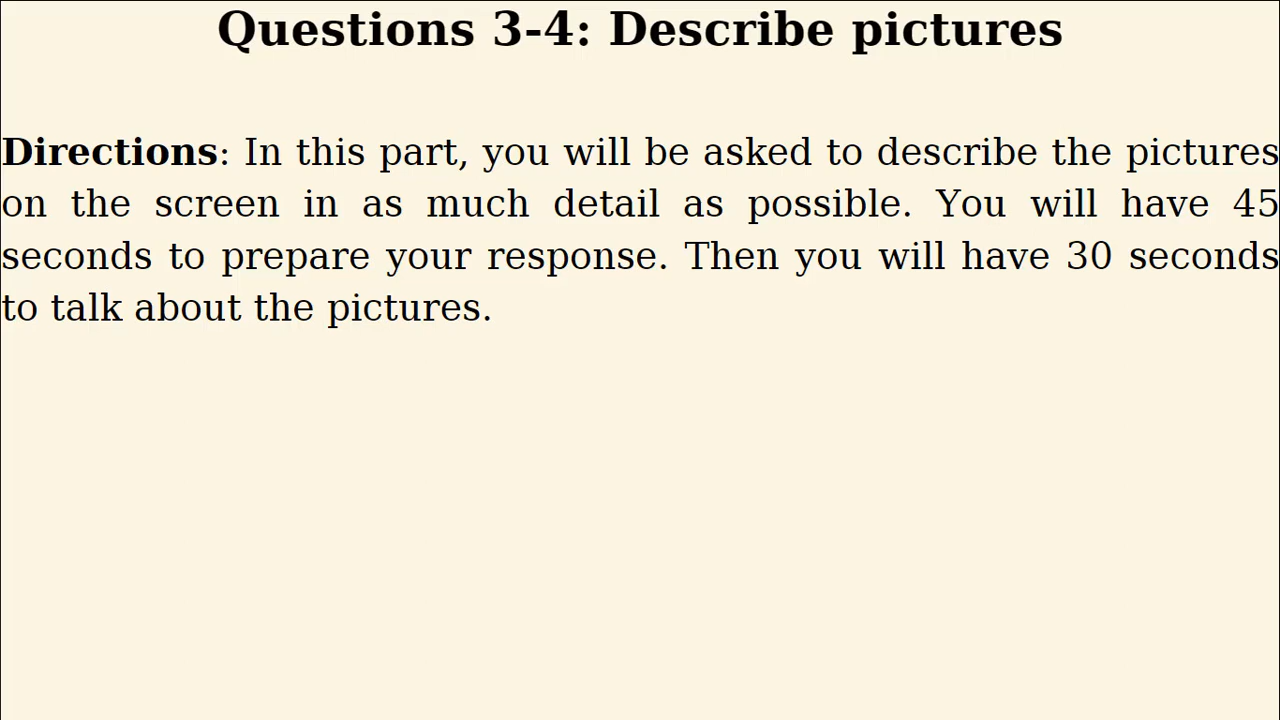 Questions 3-4: Describe pictures
Directions: In this part, you will be asked to describe the pictures
on the screen in as much detail as possible. You will have 45
seconds to prepare your response. Then you will have 30 seconds
to talk about the pictures.